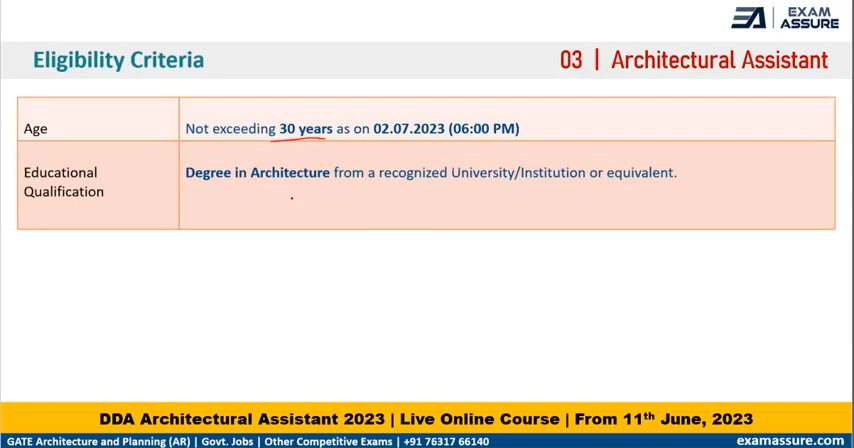 EXAM
ASSURE
Eligibility Criteria
03 | Architectural Assistant
Age
Not exceeding 30 years as on 02.07.2023 (06:00 PM)
Educational
Qualification
Degree in Architecture from a recognized University/Institution or equivalent.
DDA Architectural Assistant 2023 | Live Online Course | From 11th June, 2023
GATE Architecture and Planning (AR) | Govt. Jobs | Other Competitive Exams | +91 76317 66140
examassure.com